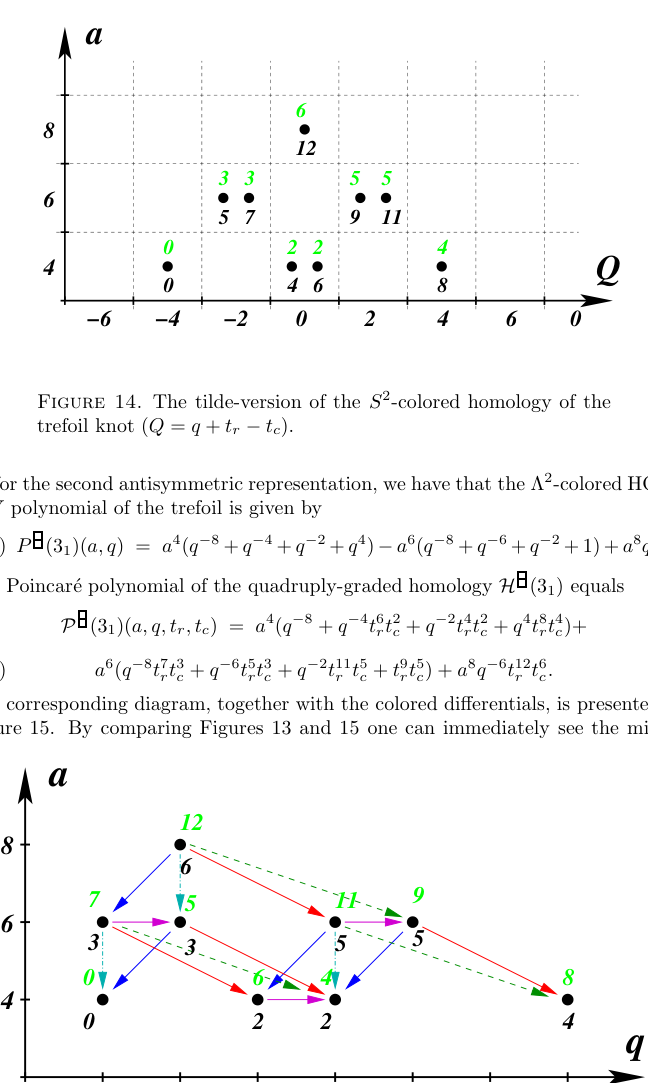 a
6
8
12
3 3 5 5
6
5 7 9 11
0 2 2 4
4
0 4 6 8
Q
−6 −4 −2 0 2 4 6 0
FIGURE 14. The tilde-version of the S²-colored homology of the
trefoil knot (Q = q + t_r − t_c).
for the second antisymmetric representation, we have that the Λ²-colored HO
polynomial of the trefoil is given by
) P^□(3₁)(a, q) = a⁴(q⁻⁸ + q⁻⁴ + q⁻² + q⁴) − a⁶(q⁻⁸ + q⁻⁶ + q⁻² + 1) + a⁸q
Poincaré polynomial of the quadruply-graded homology ℋ^□(3₁) equals
𝒫^□(3₁)(a, q, t_r, t_c) = a⁴(q⁻⁸ + q⁻⁴t_r⁶t_c² + q⁻²t_r⁴t_c² + q⁴t_r⁸t_c⁴)+
) a⁶(q⁻⁸t_r⁷t_c³ + q⁻⁶t_r⁵t_c³ + q⁻²t_r¹¹t_c⁵ + t_r⁹t_c⁵) + a⁸q⁻⁶t_r¹²t_c⁶.
corresponding diagram, together with the colored differentials, is presente
ure 15. By comparing Figures 13 and 15 one can immediately see the mi
a
12
8
6
7 5 11 9
6
3 3 5 5
0 6 4 8
4
0 2 2 4
q